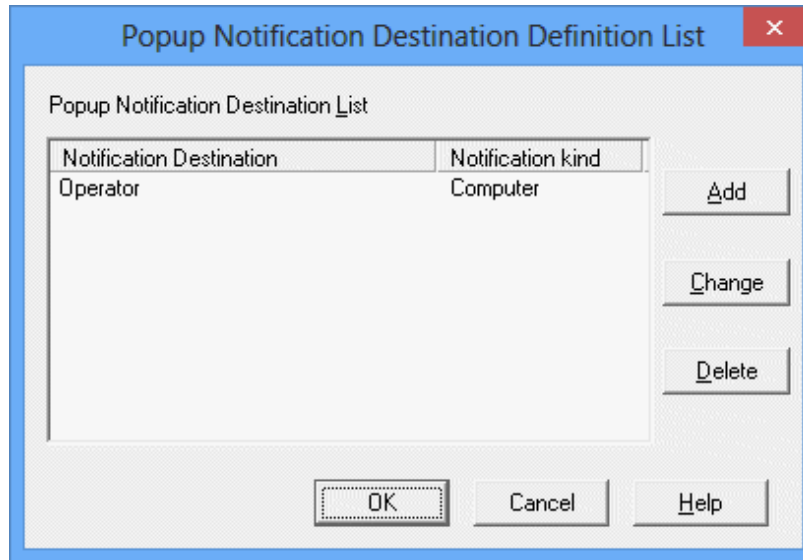 Popup Notification Destination Definition List
Popup Notification Destination List
Notification Destination Notification kind
Operator Computer
Add
Change
Delete
OK Cancel Help